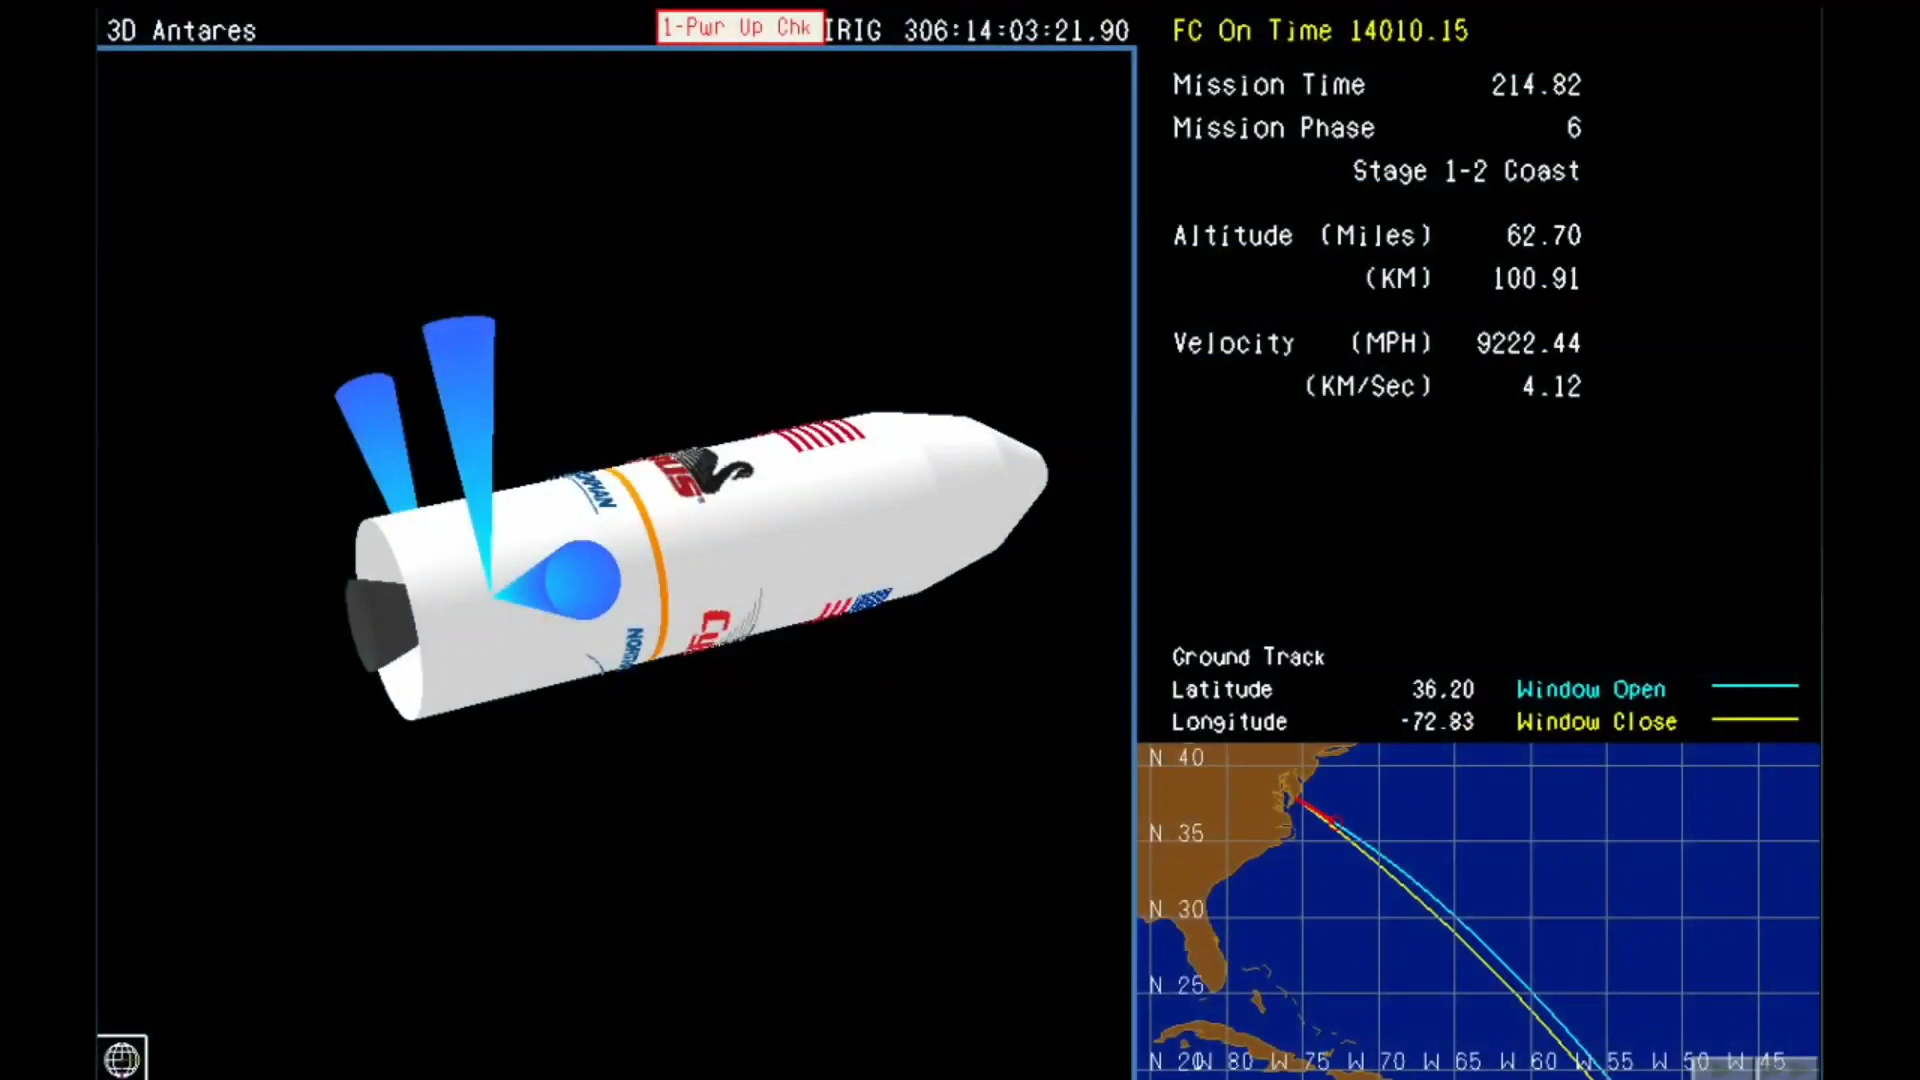 3D Antares
1-Pwr Up Chk
IRIG 306:14:03:21.90
FC On Time 14010.15
Mission Time 214.82
Mission Phase 6
Stage 1-2 Coast
Altitude (Miles) 62.70
(KM) 100.91
Velocity (MPH) 9222.44
(KM/Sec) 4.12
Ground Track
Latitude 36.20 Window Open
Longitude -72.83 Window Close
N 40
N 35
N 30
N 25
N 20 W 80 W 75 W 70 W 65 W 60 W 55 W 50 W 45